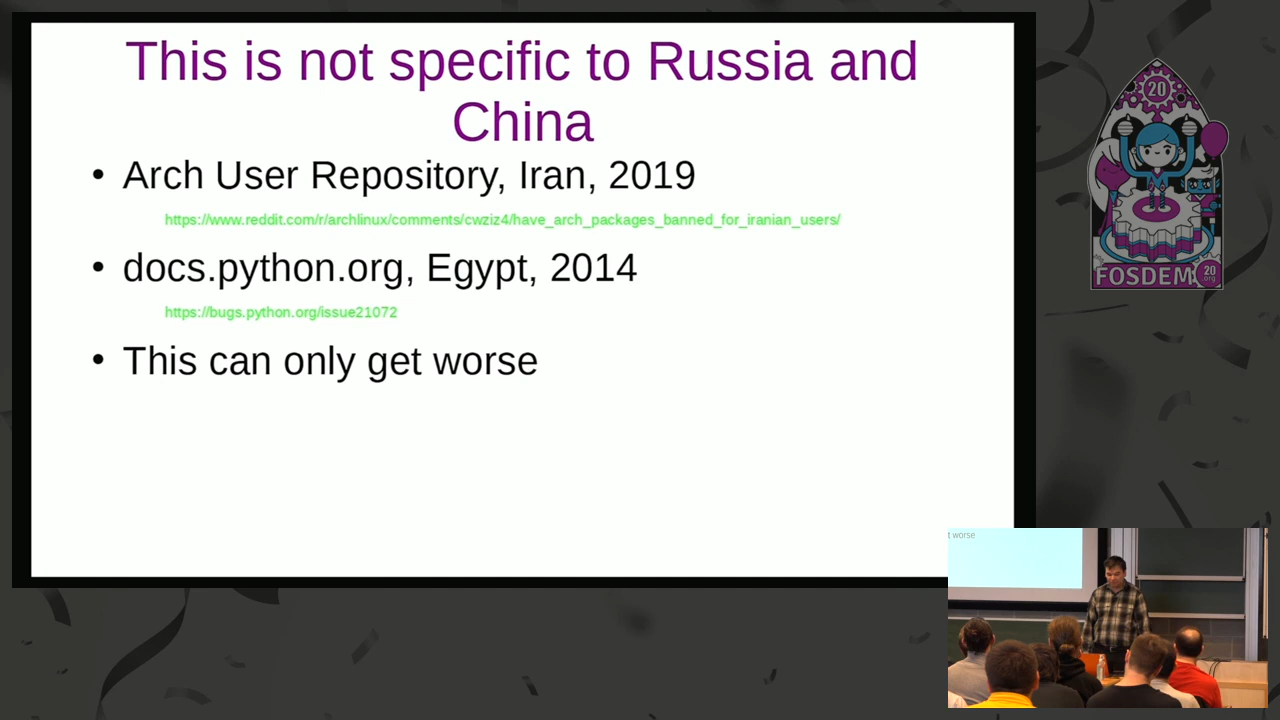 This is not specific to Russia and
China
• Arch User Repository, Iran, 2019
https://www.reddit.com/r/archlinux/comments/cwziz4/have_arch_packages_banned_for_iranian_users/
• docs.python.org, Egypt, 2014
https://bugs.python.org/issue21072
• This can only get worse
20
FOSDEM
20
.org
t worse